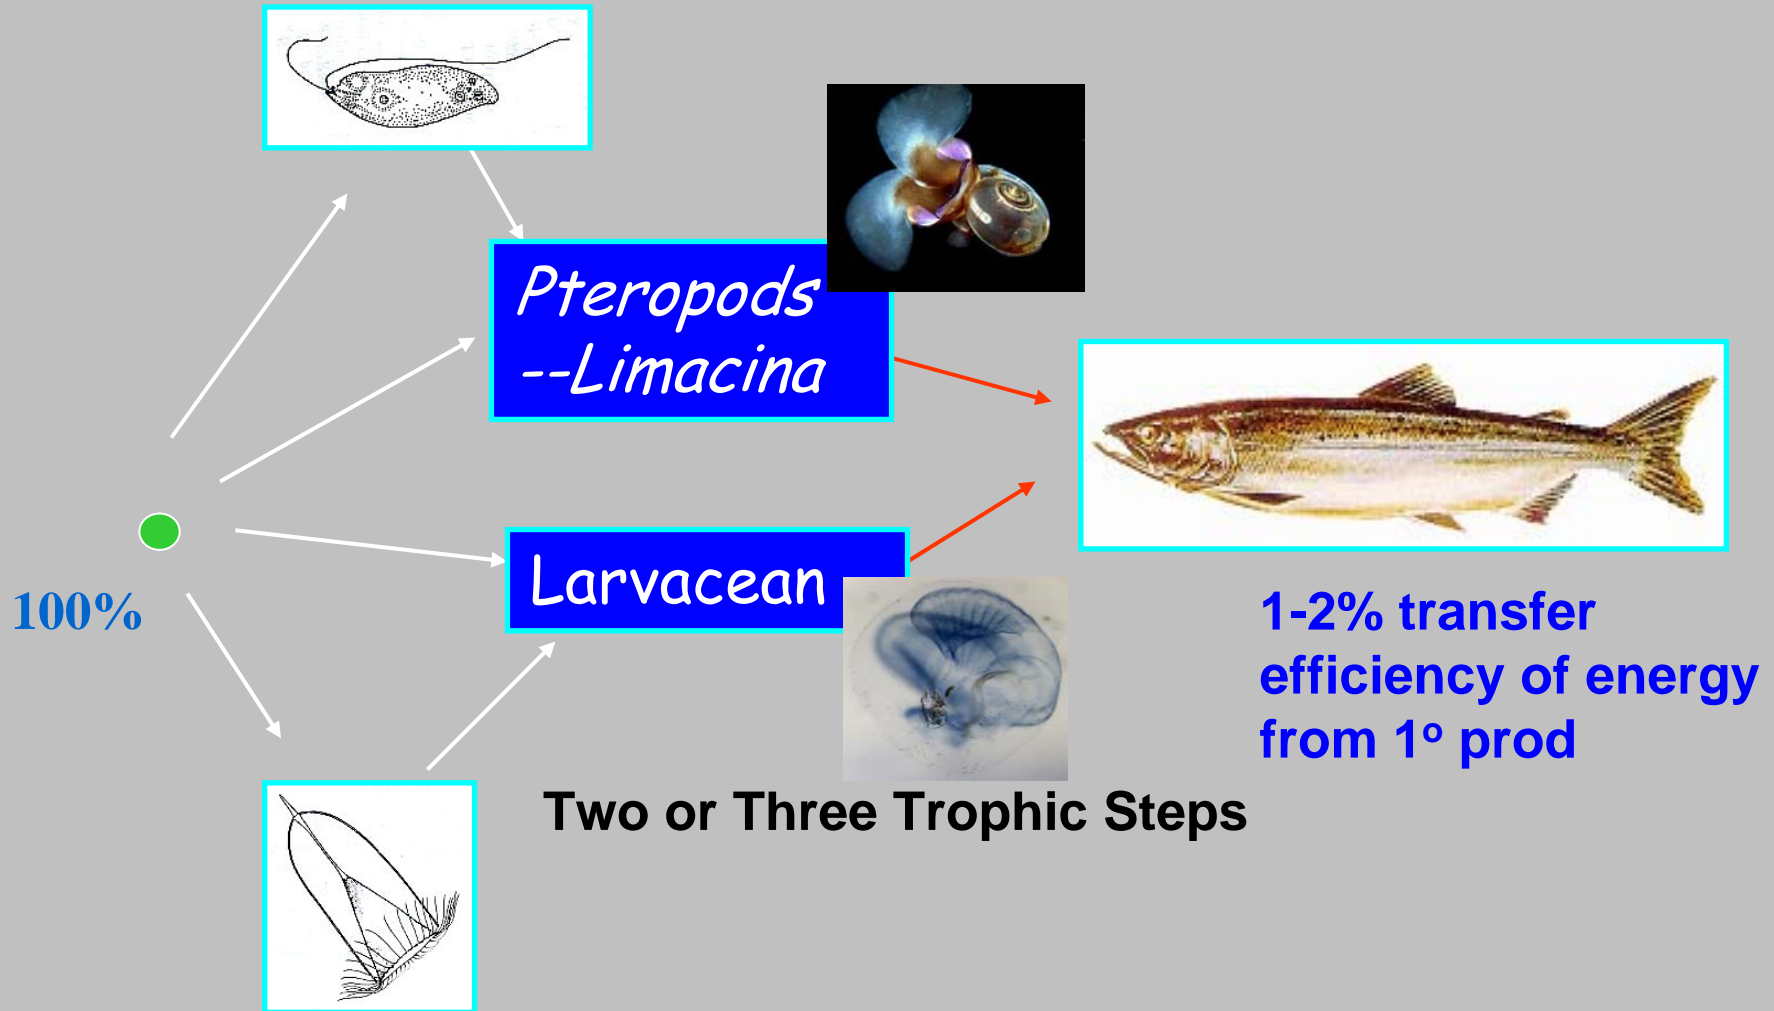 Pteropods
--Limacina
Larvacean
100%
1-2% transfer
efficiency of energy
from 1º prod
Two or Three Trophic Steps